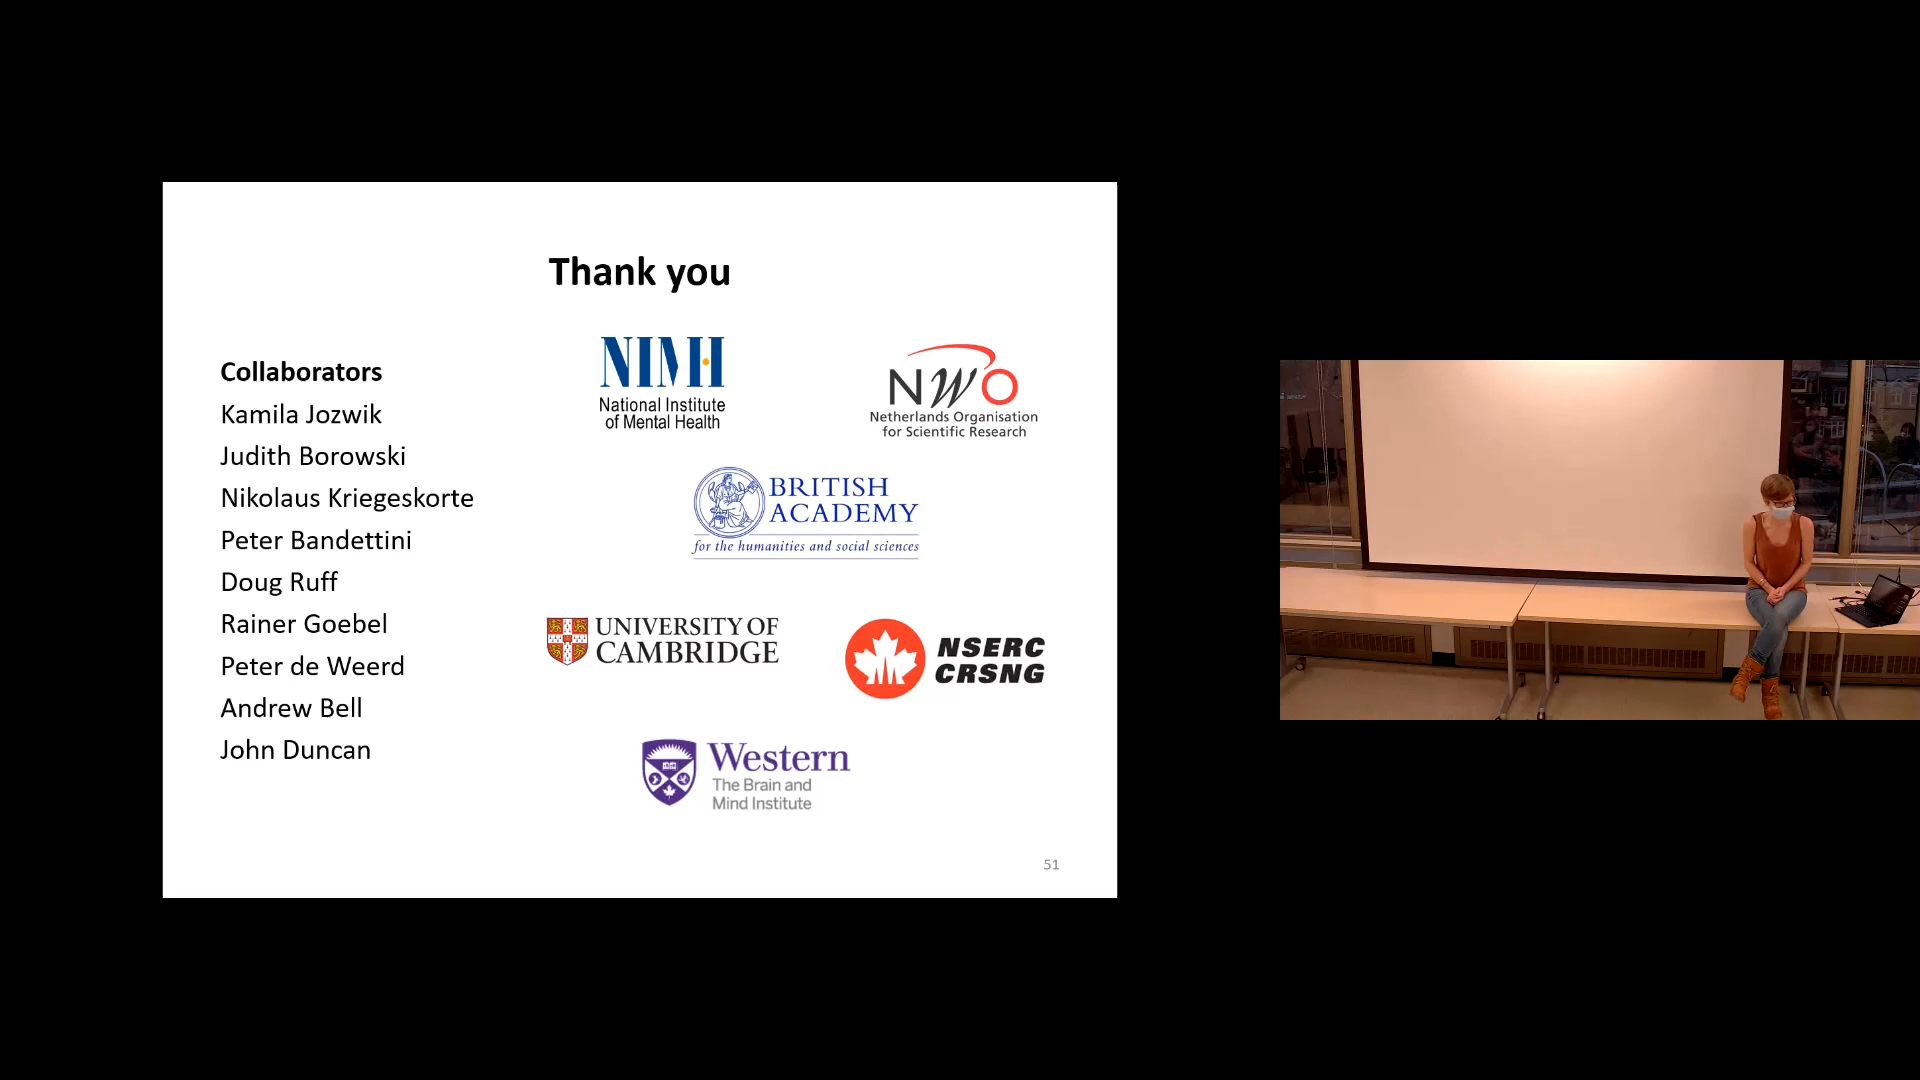 Thank you
Collaborators
Kamila Jozwik
Judith Borowski
Nikolaus Kriegeskorte
Peter Bandettini
Doug Ruff
Rainer Goebel
Peter de Weerd
Andrew Bell
John Duncan
NIMH
National Institute
of Mental Health
NWO
Netherlands Organisation
for Scientific Research
BRITISH
ACADEMY
for the humanities and social sciences
UNIVERSITY OF
CAMBRIDGE
NSERC
CRSNG
Western
The Brain and
Mind Institute
51